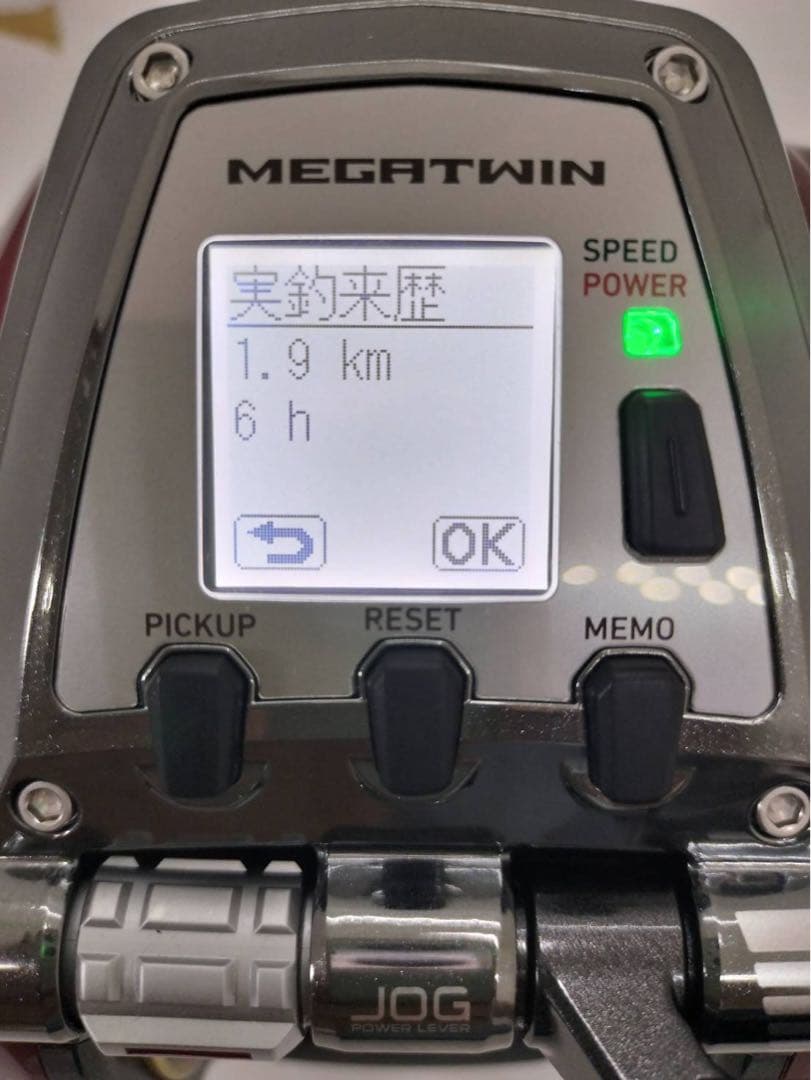 MEGATWIN
SPEED
POWER
実釣来歴
1.9 km
6 h
OK
PICKUP
RESET
MEMO
JOG
POWER LEVER